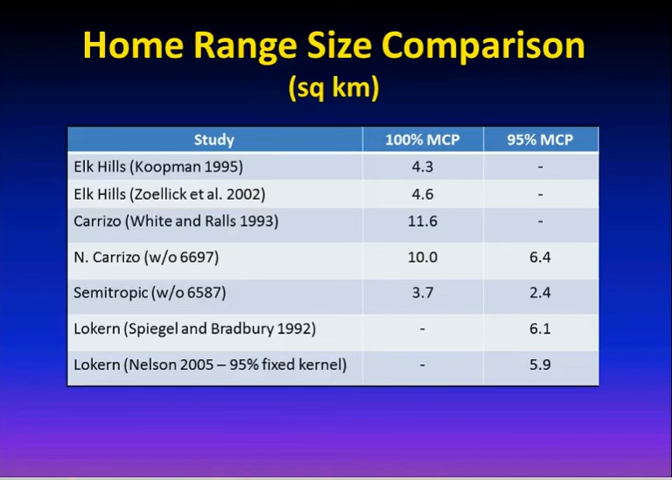 Home Range Size Comparison
(sq km)
Study 100% MCP 95% MCP
Elk Hills (Koopman 1995) 4.3 -
Elk Hills (Zoellick et al. 2002) 4.6 -
Carrizo (White and Ralls 1993) 11.6 -
N. Carrizo (w/o 6697) 10.0 6.4
Semitropic (w/o 6587) 3.7 2.4
Lokern (Spiegel and Bradbury 1992) - 6.1
Lokern (Nelson 2005 – 95% fixed kernel) - 5.9